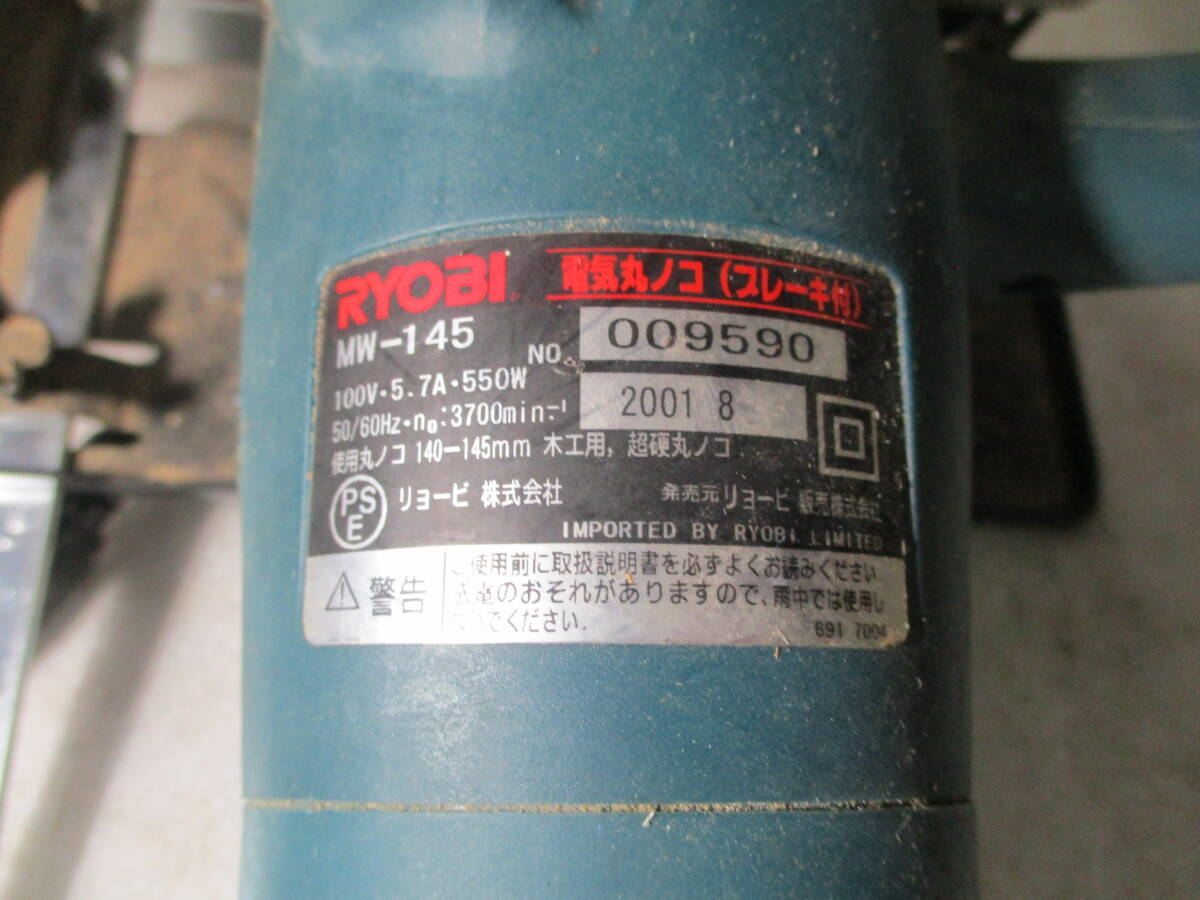 RYOBI
電気丸ノコ(ブレーキ付)
MW-145
NO. 009590
100V・5.7A・550W
2001 8
50/60Hz・n₀:3700min.⁻¹
使用丸ノコ 140-145mm 木工用, 超硬丸ノコ
PS
E
リョービ 株式会社
発売元 リョービ 販売株式会社
IMPORTED BY RYOBI LIMITED
警告
ご使用前に取扱説明書を必ずよくお読みください
感電のおそれがありますので、雨中では使用し
ないでください.
691 7004